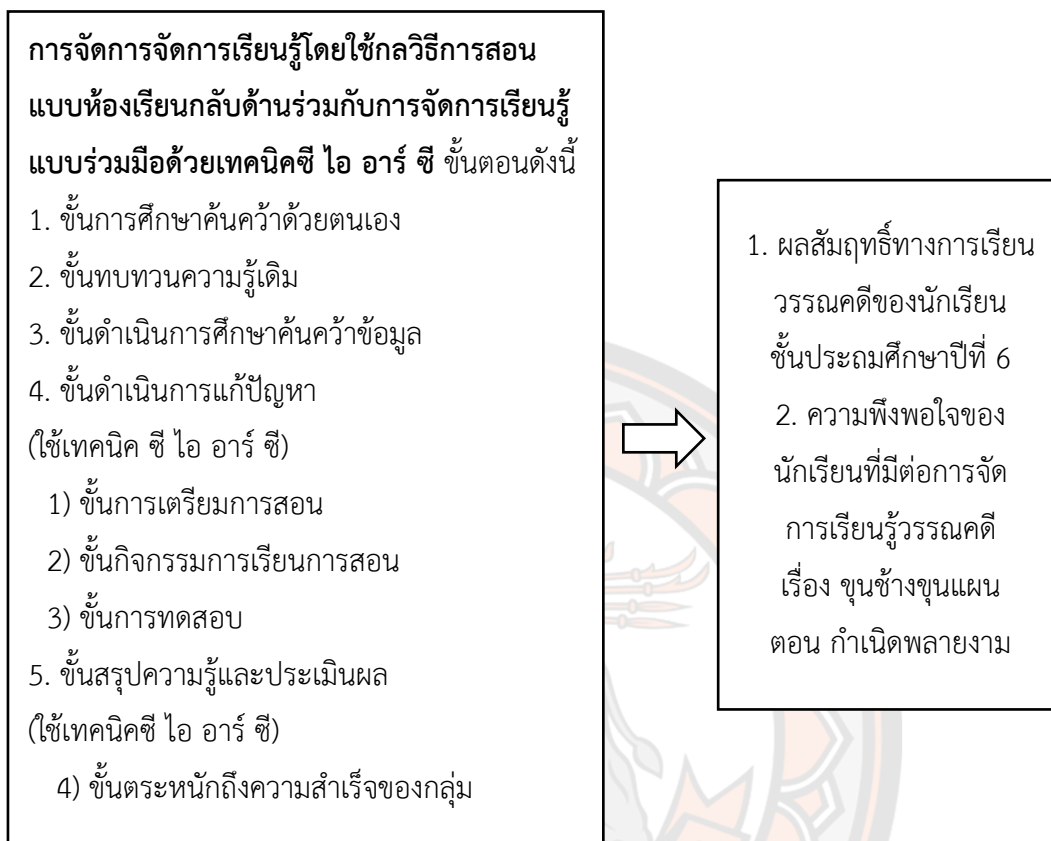 การจัดการจัดการเรียนรู้โดยใช้กลวิธีการสอน
แบบห้องเรียนกลับด้านร่วมกับการจัดการเรียนรู้
แบบร่วมมือด้วยเทคนิคซี ไอ อาร์ ซี ขั้นตอนดังนี้
1. ขั้นการศึกษาค้นคว้าด้วยตนเอง
2. ขั้นทบทวนความรู้เดิม
3. ขั้นดำเนินการศึกษาค้นคว้าข้อมูล
4. ขั้นดำเนินการแก้ปัญหา
(ใช้เทคนิค ซี ไอ อาร์ ซี)
1) ขั้นการเตรียมการสอน
2) ขั้นกิจกรรมการเรียนการสอน
3) ขั้นการทดสอบ
5. ขั้นสรุปความรู้และประเมินผล
(ใช้เทคนิคซี ไอ อาร์ ซี)
4) ขั้นตระหนักถึงความสำเร็จของกลุ่ม
1. ผลสัมฤทธิ์ทางการเรียน
วรรณคดีของนักเรียน
ชั้นประถมศึกษาปีที่ 6
2. ความพึงพอใจของ
นักเรียนที่มีต่อการจัด
การเรียนรู้วรรณคดี
เรื่อง ขุนช้างขุนแผน
ตอน กำเนิดพลายงาม